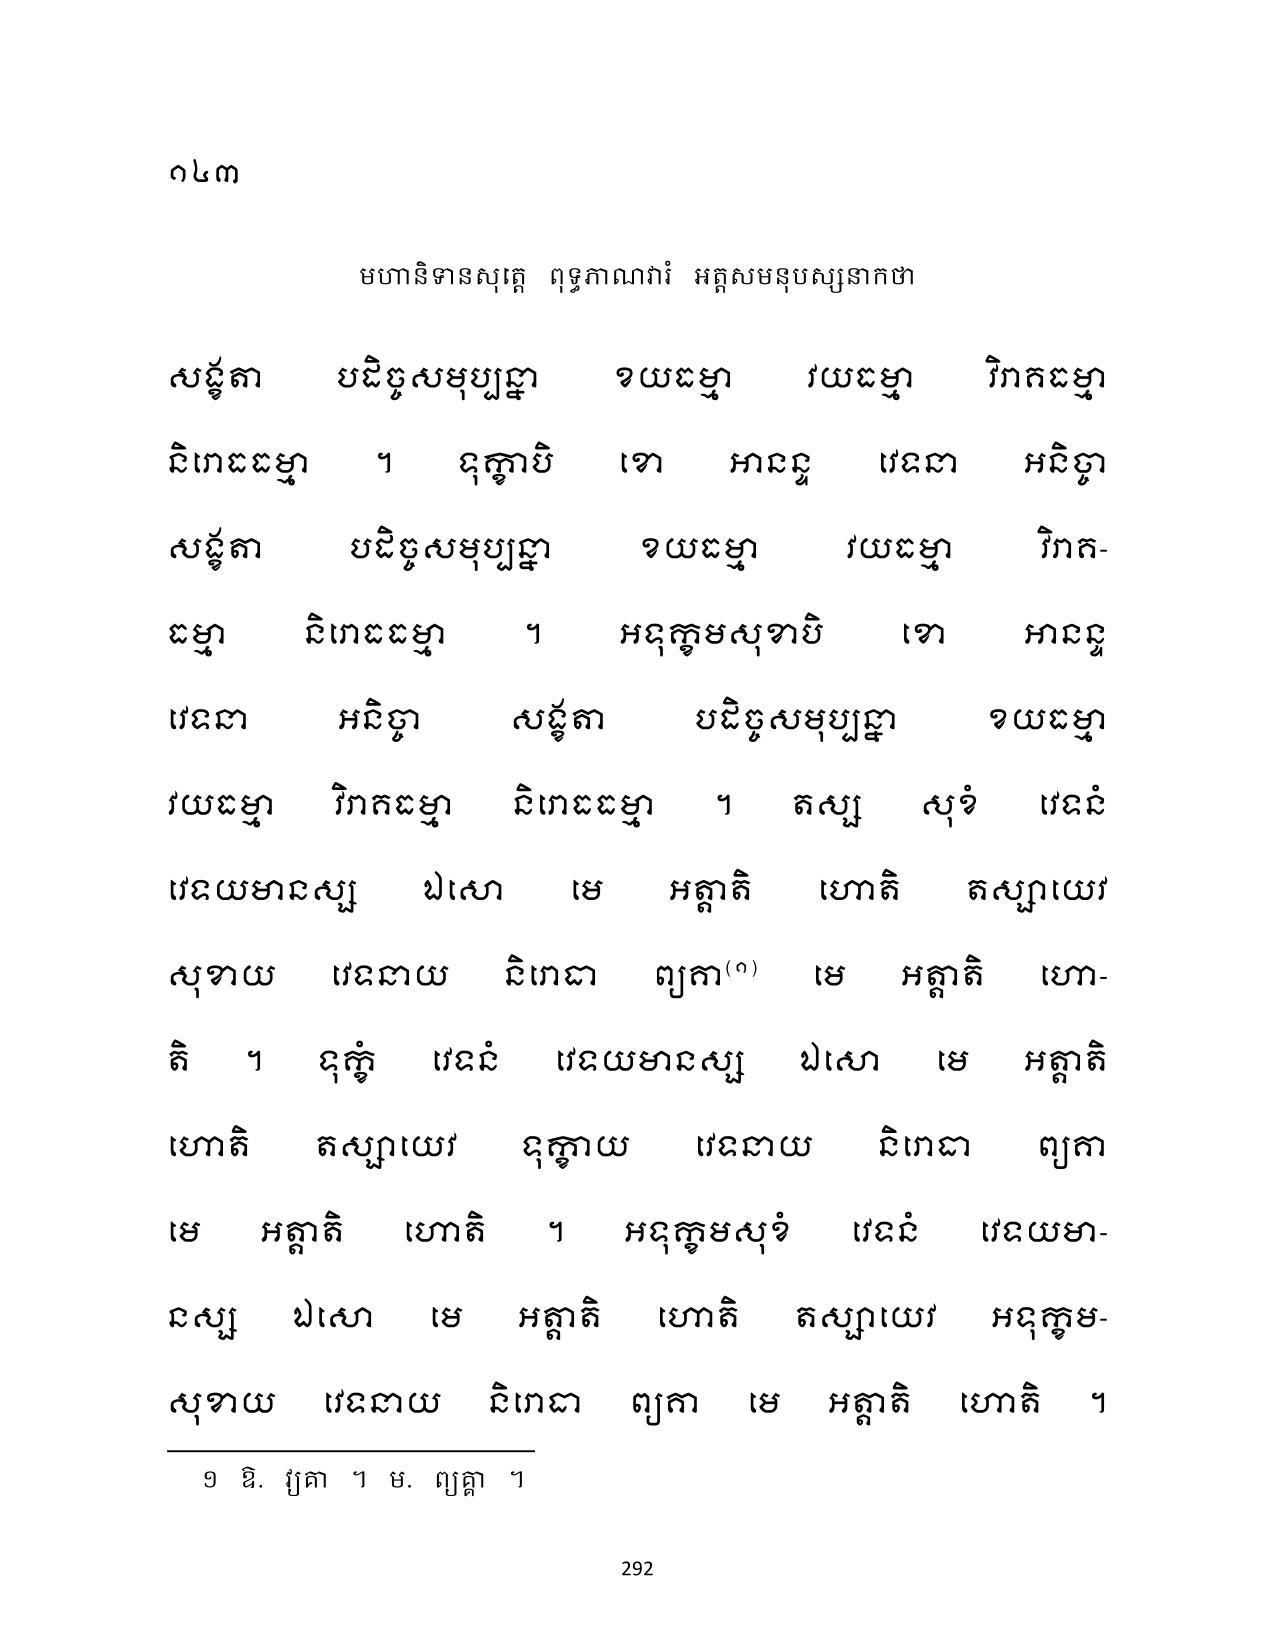 ១៤៣
មហានិទានសុត្តេ ពុទ្ធភាណវារំ អត្តសមនុបស្សនាកថា
សង្ខតា បដិច្ចសមុប្បន្នា ខយធម្មា វយធម្មា វិរាគធម្មា
និរោធធម្មា ។ ទុក្ខាបិ ខោ អានន្ទ វេទនា អនិច្ចា
សង្ខតា បដិច្ចសមុប្បន្នា ខយធម្មា វយធម្មា វិរាគ-
ធម្មា និរោធធម្មា ។ អទុក្ខមសុខាបិ ខោ អានន្ទ
វេទនា អនិច្ចា សង្ខតា បដិច្ចសមុប្បន្នា ខយធម្មា
វយធម្មា វិរាគធម្មា និរោធធម្មា ។ តស្ស សុខំ វេទនំ
វេទយមានស្ស ឯសោ មេ អត្តាតិ ហោតិ តស្សាយេវ
សុខាយ វេទនាយ និរោធា ព្យគា(១) មេ អត្តាតិ ហោ-
តិ ។ ទុក្ខំ វេទនំ វេទយមានស្ស ឯសោ មេ អត្តាតិ
ហោតិ តស្សាយេវ ទុក្ខាយ វេទនាយ និរោធា ព្យគា
មេ អត្តាតិ ហោតិ ។ អទុក្ខមសុខំ វេទនំ វេទយមា-
នស្ស ឯសោ មេ អត្តាតិ ហោតិ តស្សាយេវ អទុក្ខម-
សុខាយ វេទនាយ និរោធា ព្យគា មេ អត្តាតិ ហោតិ ។
១ ឱ. វ្យគា ។ ម. ព្យគ្គា ។
292